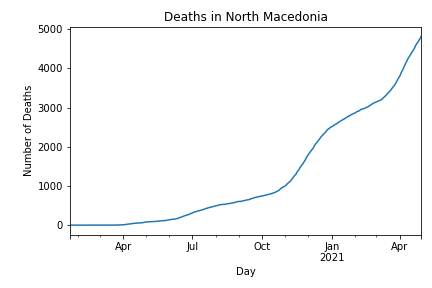 Deaths in North Macedonia
Number of Deaths
5000
4000
3000
2000
1000
0
Apr Jul Oct Jan Apr
2021
Day